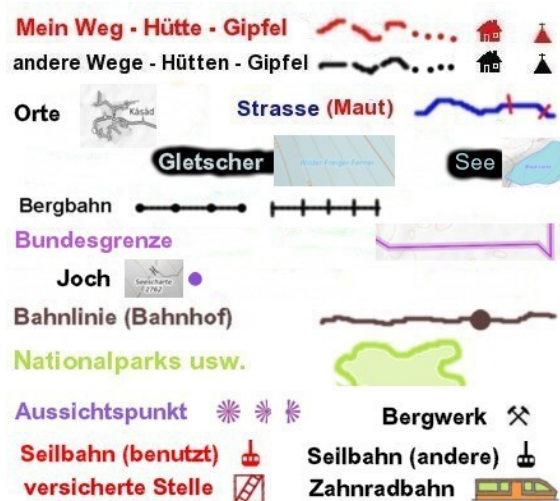 Mein Weg - Hütte - Gipfel
andere Wege - Hütten - Gipfel
Orte
Kåsåd
Strasse (Maut)
Gletscher
See
Bergbahn
Bundesgrenze
Joch
Seescharte
2762
Bahnlinie (Bahnhof)
Nationalparks usw.
Aussichtspunkt
Bergwerk
Seilbahn (benutzt)
Seilbahn (andere)
versicherte Stelle
Zahnradbahn